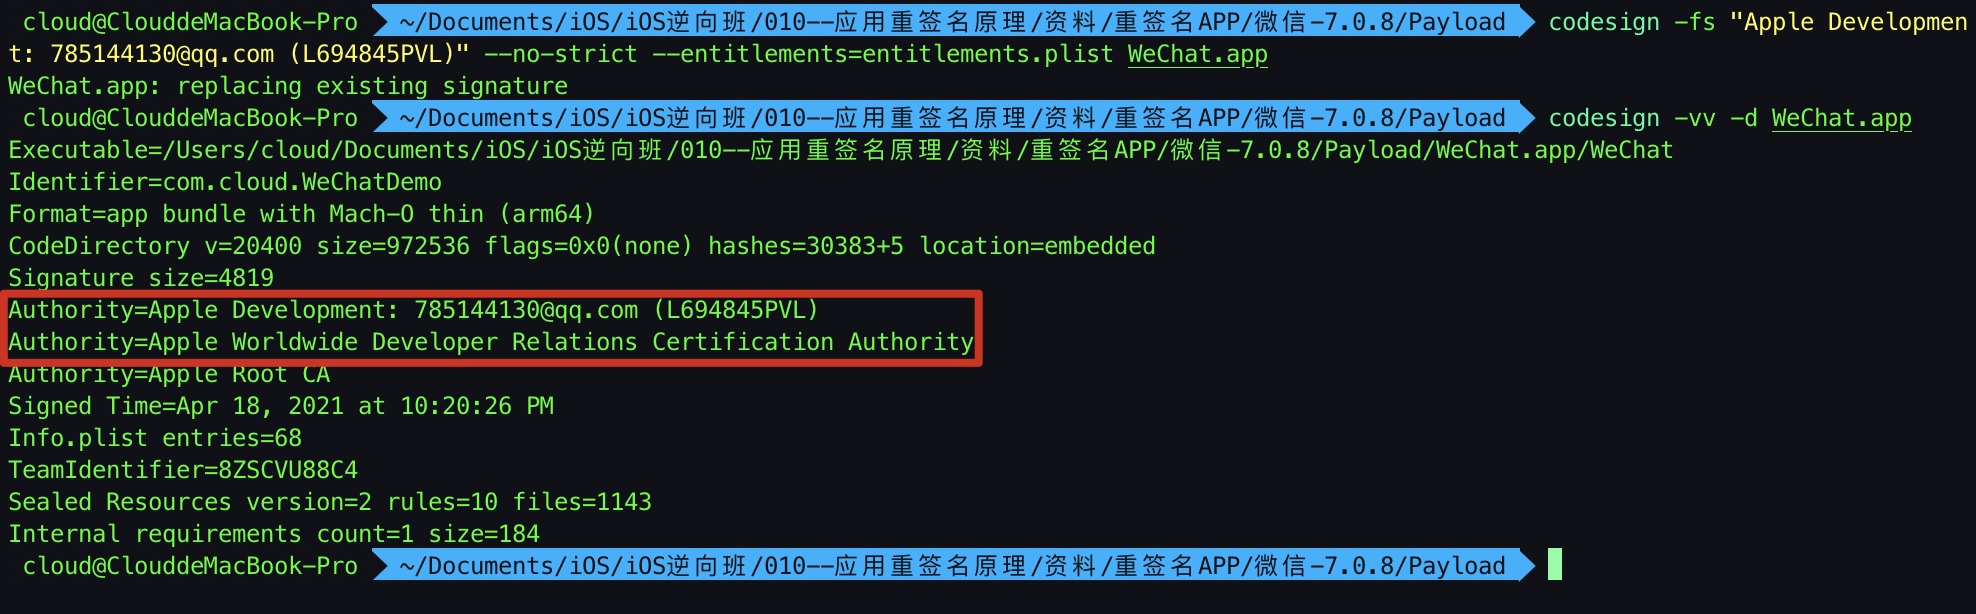 cloud@ClouddeMacBook-Pro ~/Documents/iOS/iOS逆向班/010--应用重签名原理/资料/重签名APP/微信-7.0.8/Payload codesign -fs "Apple Developmen
t: 785144130@qq.com (L694845PVL)" --no-strict --entitlements=entitlements.plist WeChat.app
WeChat.app: replacing existing signature
cloud@ClouddeMacBook-Pro ~/Documents/iOS/iOS逆向班/010--应用重签名原理/资料/重签名APP/微信-7.0.8/Payload codesign -vv -d WeChat.app
Executable=/Users/cloud/Documents/iOS/iOS逆向班/010--应用重签名原理/资料/重签名APP/微信-7.0.8/Payload/WeChat.app/WeChat
Identifier=com.cloud.WeChatDemo
Format=app bundle with Mach-O thin (arm64)
CodeDirectory v=20400 size=972536 flags=0x0(none) hashes=30383+5 location=embedded
Signature size=4819
Authority=Apple Development: 785144130@qq.com (L694845PVL)
Authority=Apple Worldwide Developer Relations Certification Authority
Authority=Apple Root CA
Signed Time=Apr 18, 2021 at 10:20:26 PM
Info.plist entries=68
TeamIdentifier=8ZSCVU88C4
Sealed Resources version=2 rules=10 files=1143
Internal requirements count=1 size=184
cloud@ClouddeMacBook-Pro ~/Documents/iOS/iOS逆向班/010--应用重签名原理/资料/重签名APP/微信-7.0.8/Payload